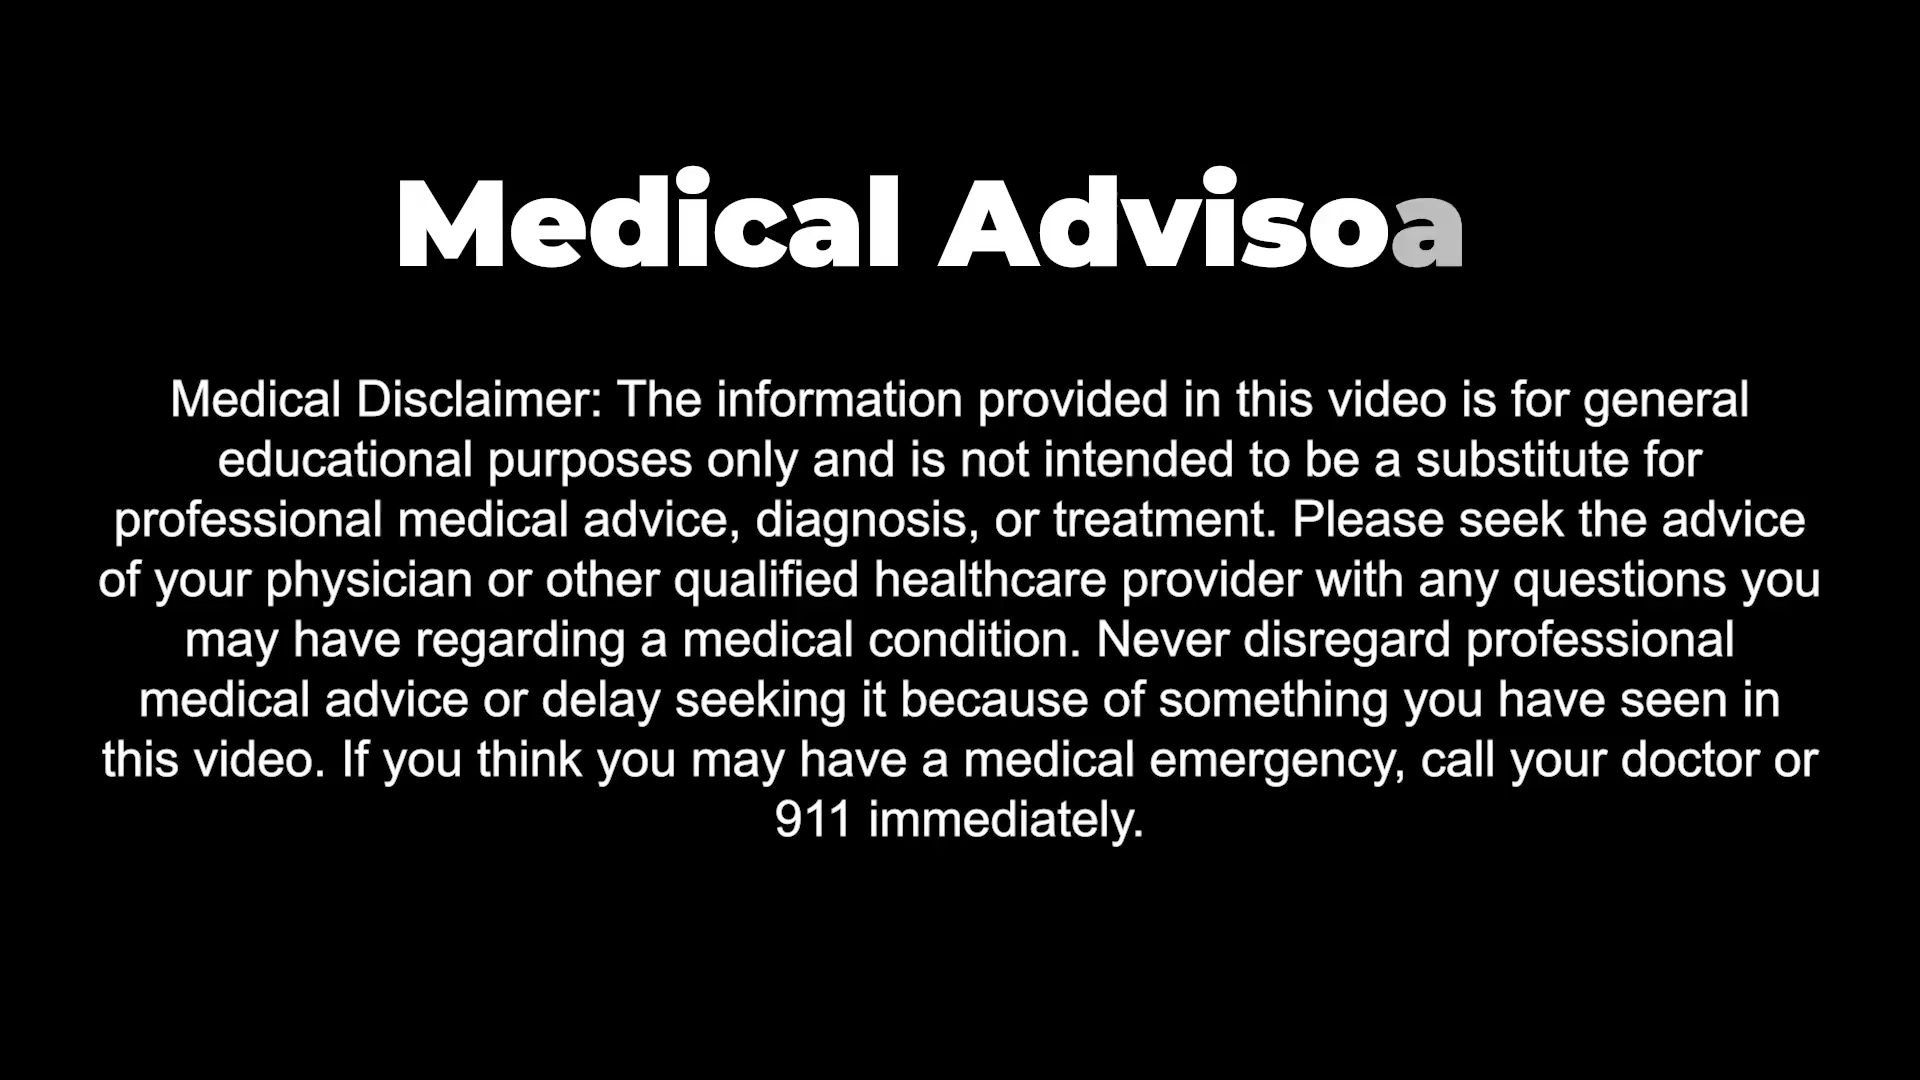 Medical Advisoa
Medical Disclaimer: The information provided in this video is for general
educational purposes only and is not intended to be a substitute for
professional medical advice, diagnosis, or treatment. Please seek the advice
of your physician or other qualified healthcare provider with any questions you
may have regarding a medical condition. Never disregard professional
medical advice or delay seeking it because of something you have seen in
this video. If you think you may have a medical emergency, call your doctor or
911 immediately.